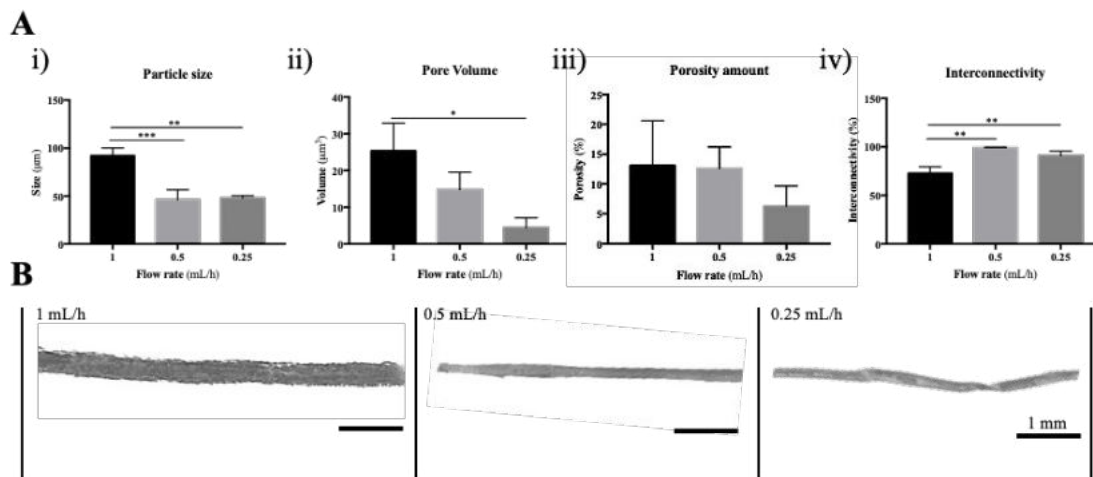 A
i)
Particle size
**
***
150
100
50
0
Size (μm)
1
0.5
0.25
Flow rate (mL/h)
ii)
Pore Volume
*
40
30
20
10
0
Volume (μm³)
1
0.5
0.25
Flow rate (mL/h)
iii)
Porosity amount
25
20
15
10
5
0
Porosity (%)
1
0.5
0.25
Flow rate (mL/h)
iv)
Interconnectivity
**
**
150
100
50
0
Interconnectivity (%)
1
0.5
0.25
Flow rate (mL/h)
B
1 mL/h
0.5 mL/h
0.25 mL/h
1 mm